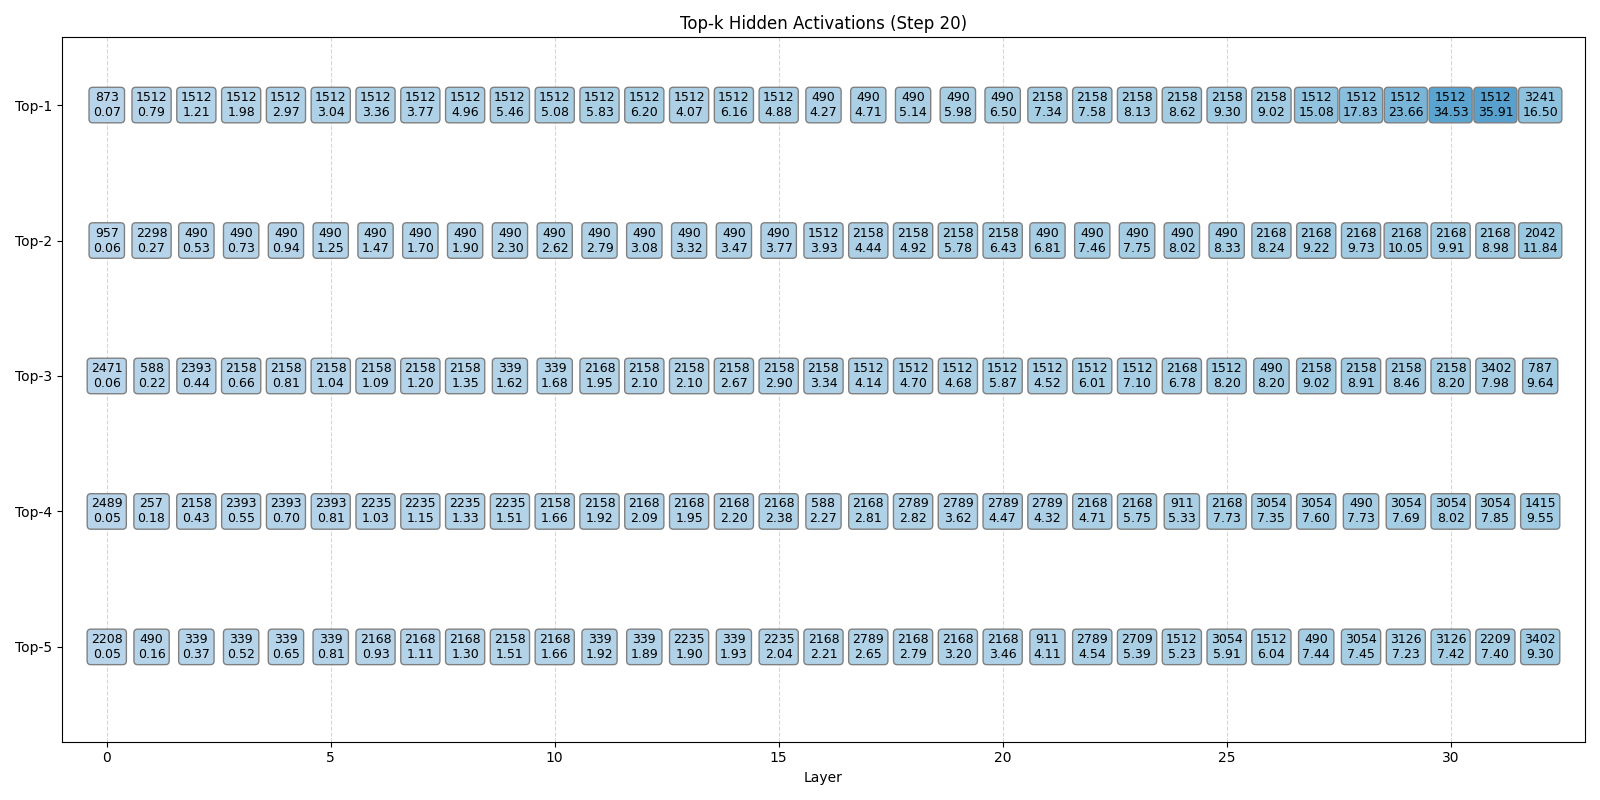 Top-k Hidden Activations (Step 20)
Top-1
873 1512 1512 1512 1512 1512 1512 1512 1512 1512 1512 1512 1512 1512 1512 1512 490 490 490 490 490 2158 2158 2158 2158 2158 2158 1512 1512 1512 1512 1512 3241
0.07 0.79 1.21 1.98 2.97 3.04 3.36 3.77 4.96 5.46 5.08 5.83 6.20 4.07 6.16 4.88 4.27 4.71 5.14 5.98 6.50 7.34 7.58 8.13 8.62 9.30 9.02 15.08 17.83 23.66 34.53 35.91 16.50
Top-2
957 2298 490 490 490 490 490 490 490 490 490 490 490 490 490 490 1512 2158 2158 2158 2158 490 490 490 490 490 2168 2168 2168 2168 2168 2168 2042
0.06 0.27 0.53 0.73 0.94 1.25 1.47 1.70 1.90 2.30 2.62 2.79 3.08 3.32 3.47 3.77 3.93 4.44 4.92 5.78 6.43 6.81 7.46 7.75 8.02 8.33 8.24 9.22 9.73 10.05 9.91 8.98 11.84
Top-3
2471 588 2393 2158 2158 2158 2158 2158 2158 339 339 2168 2158 2158 2158 2158 2158 1512 1512 1512 1512 1512 1512 1512 2168 1512 490 2158 2158 2158 2158 3402 787
0.06 0.22 0.44 0.66 0.81 1.04 1.09 1.20 1.35 1.62 1.68 1.95 2.10 2.10 2.67 2.90 3.34 4.14 4.70 4.68 5.87 4.52 6.01 7.10 6.78 8.20 8.20 9.02 8.91 8.46 8.20 7.98 9.64
Top-4
2489 257 2158 2393 2393 2393 2235 2235 2235 2235 2158 2158 2168 2168 2168 2168 588 2168 2789 2789 2789 2789 2168 2168 911 2168 3054 3054 490 3054 3054 3054 1415
0.05 0.18 0.43 0.55 0.70 0.81 1.03 1.15 1.33 1.51 1.66 1.92 2.09 1.95 2.20 2.38 2.27 2.81 2.82 3.62 4.47 4.32 4.71 5.75 5.33 7.73 7.35 7.60 7.73 7.69 8.02 7.85 9.55
Top-5
2208 490 339 339 339 339 2168 2168 2168 2158 2168 339 339 2235 339 2235 2168 2789 2168 2168 2168 911 2789 2709 1512 3054 1512 490 3054 3126 3126 2209 3402
0.05 0.16 0.37 0.52 0.65 0.81 0.93 1.11 1.30 1.51 1.66 1.92 1.89 1.90 1.93 2.04 2.21 2.65 2.79 3.20 3.46 4.11 4.54 5.39 5.23 5.91 6.04 7.44 7.45 7.23 7.42 7.40 9.30
0 5 10 15 20 25 30
Layer